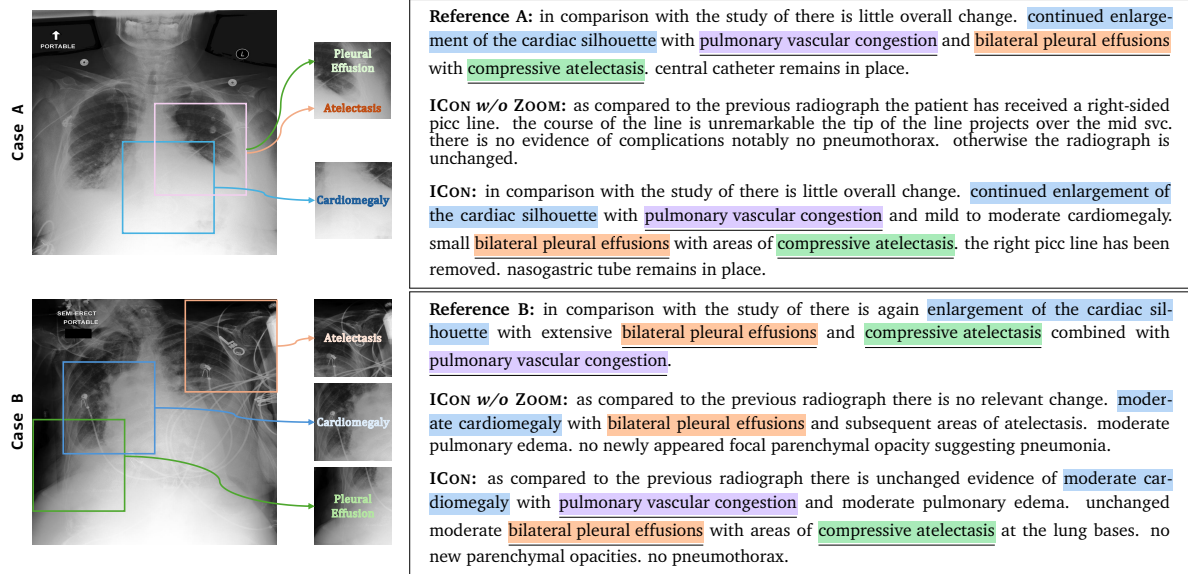 Case A
PORTABLE
L
Pleural
Effusion
Atelectasis
Cardiomegaly
Reference A: in comparison with the study of there is little overall change. continued enlarge-
ment of the cardiac silhouette with pulmonary vascular congestion and bilateral pleural effusions
with compressive atelectasis. central catheter remains in place.
ICON w/o ZOOM: as compared to the previous radiograph the patient has received a right-sided
picc line. the course of the line is unremarkable the tip of the line projects over the mid svc.
there is no evidence of complications notably no pneumothorax. otherwise the radiograph is
unchanged.
ICON: in comparison with the study of there is little overall change. continued enlargement of
the cardiac silhouette with pulmonary vascular congestion and mild to moderate cardiomegaly.
small bilateral pleural effusions with areas of compressive atelectasis. the right picc line has been
removed. nasogastric tube remains in place.
Case B
SEMI-ERECT
PORTABLE
Atelectasis
Cardiomegaly
Pleural
Effusion
Reference B: in comparison with the study of there is again enlargement of the cardiac sil-
houette with extensive bilateral pleural effusions and compressive atelectasis combined with
pulmonary vascular congestion.
ICON w/o ZOOM: as compared to the previous radiograph there is no relevant change. moder-
ate cardiomegaly with bilateral pleural effusions and subsequent areas of atelectasis. moderate
pulmonary edema. no newly appeared focal parenchymal opacity suggesting pneumonia.
ICON: as compared to the previous radiograph there is unchanged evidence of moderate car-
diomegaly with pulmonary vascular congestion and moderate pulmonary edema. unchanged
moderate bilateral pleural effusions with areas of compressive atelectasis at the lung bases. no
new parenchymal opacities. no pneumothorax.